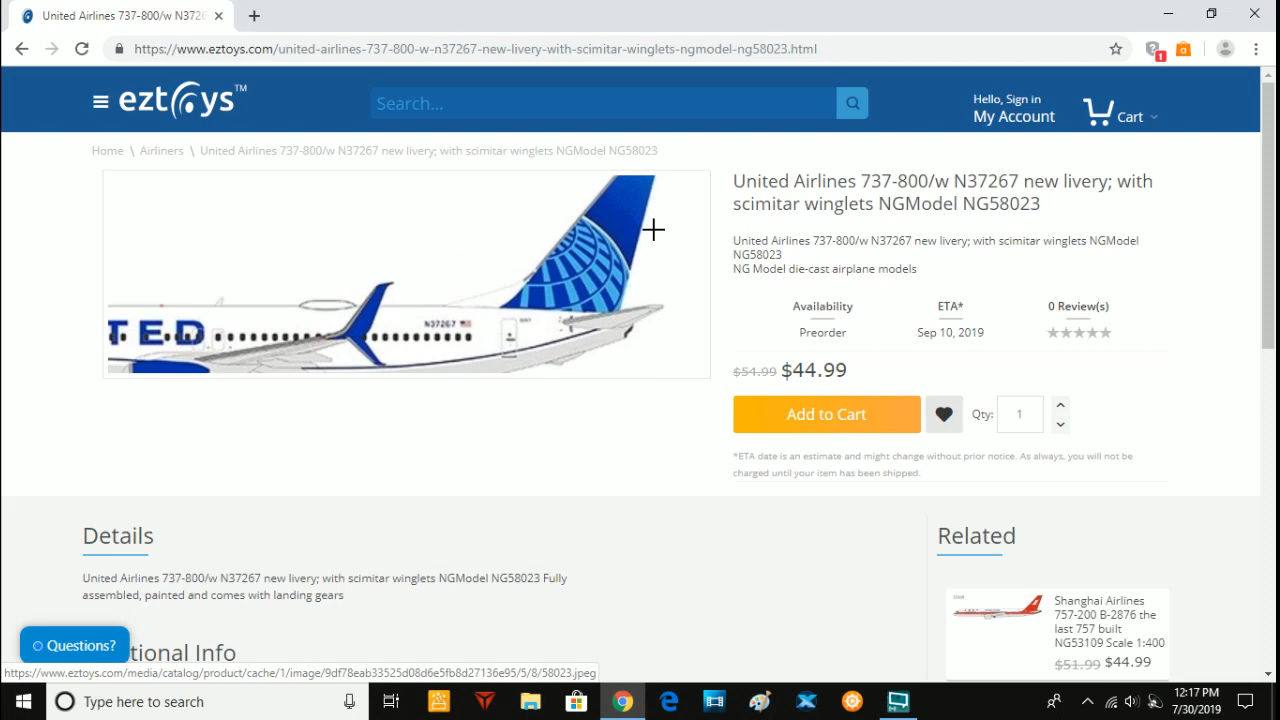 United Airlines 737-800/w N3726
https://www.eztoys.com/united-airlines-737-800-w-n37267-new-livery-with-scimitar-winglets-ngmodel-ng58023.html
1
eztoys™
Search...
Hello, Sign in
My Account
Cart
Home \ Airliners \ United Airlines 737-800/w N37267 new livery; with scimitar winglets NGModel NG58023
TED
N37267
United Airlines 737-800/w N37267 new livery; with
scimitar winglets NGModel NG58023
United Airlines 737-800/w N37267 new livery; with scimitar winglets NGModel
NG58023
NG Model die-cast airplane models
Availability
ETA*
0 Review(s)
Preorder
Sep 10, 2019
$54.99 $44.99
Add to Cart
Qty:
1
*ETA date is an estimate and might change without prior notice. As always, you will not be
charged until your item has been shipped.
Details
United Airlines 737-800/w N37267 new livery; with scimitar winglets NGModel NG58023 Fully
assembled, painted and comes with landing gears
Questions?
tional Info
Related
Shanghai Airlines
757-200 B-2876 the
last 757 built
NG53109 Scale 1:400
$51.99 $44.99
https://www.eztoys.com/media/catalog/product/cache/1/image/9df78eab33525d08d6e5fb8d27136e95/5/8/58023.jpeg
Type here to search
12:17 PM
7/30/2019